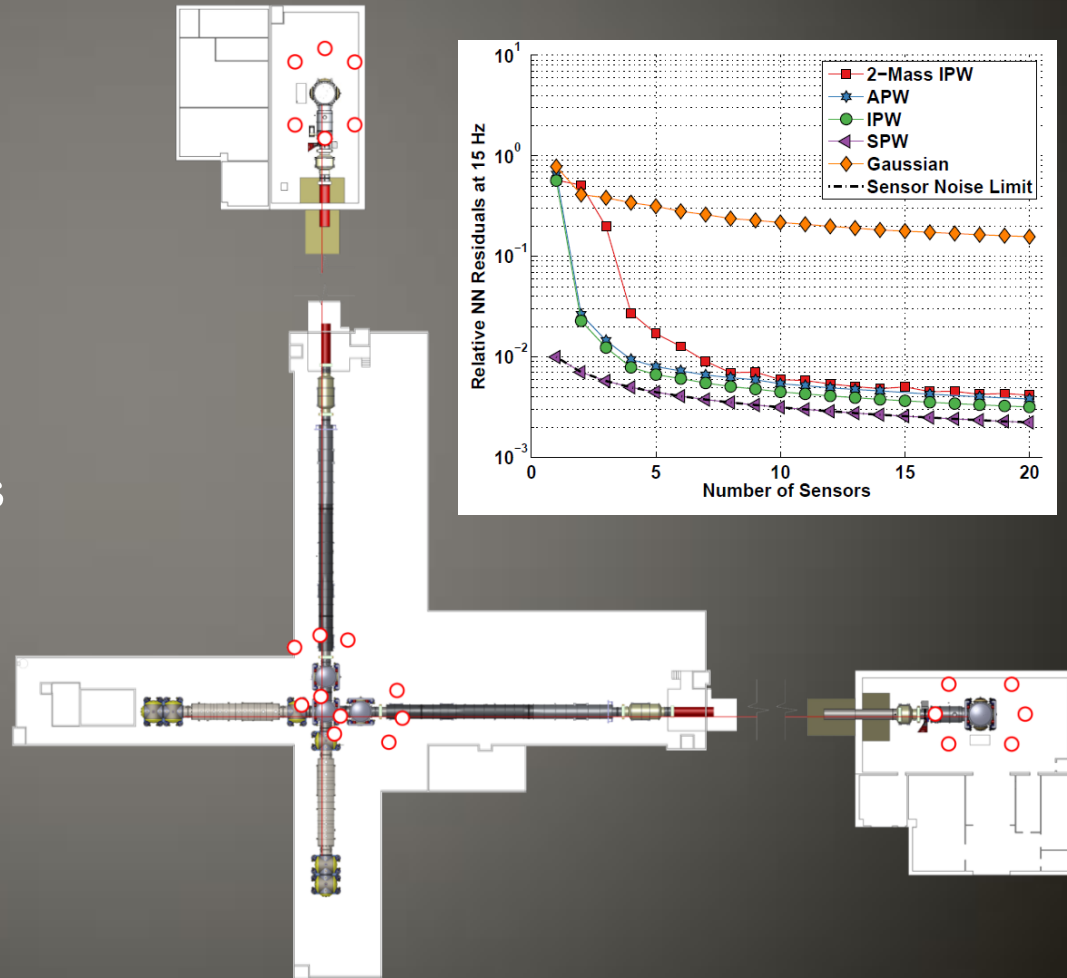 10^1
10^0
10^-1
10^-2
10^-3
Relative NN Residuals at 15 Hz
2-Mass IPW
APW
IPW
SPW
Gaussian
Sensor Noise Limit
0 5 10 15 20
Number of Sensors
s